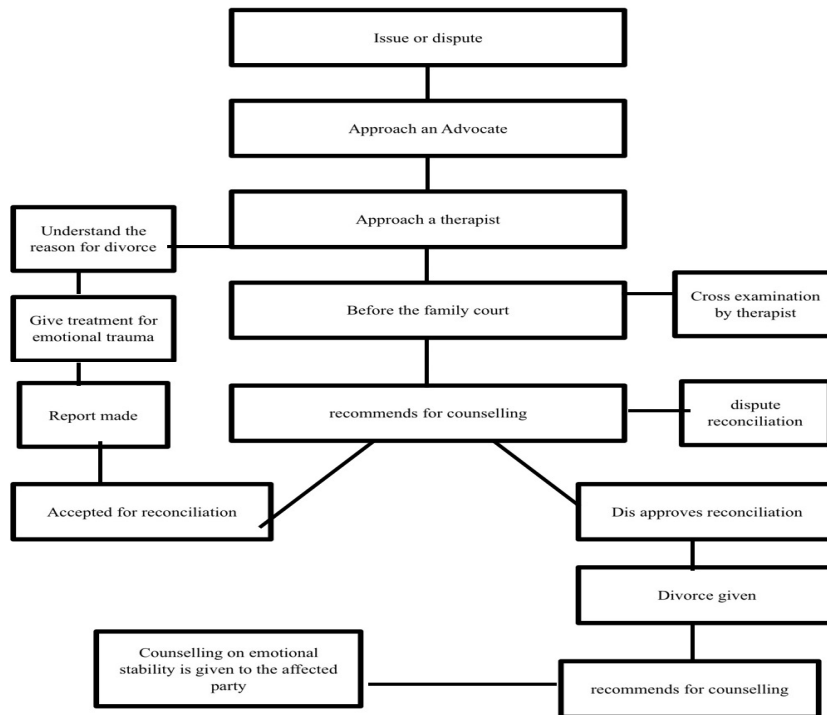 Issue or dispute
Approach an Advocate
Approach a therapist
Understand the
reason for divorce
Before the family court
Cross examination
by therapist
Give treatment for
emotional trauma
Report made
recommends for counselling
dispute
reconciliation
Accepted for reconciliation
Dis approves reconciliation
Divorce given
Counselling on emotional
stability is given to the affected
party
recommends for counselling